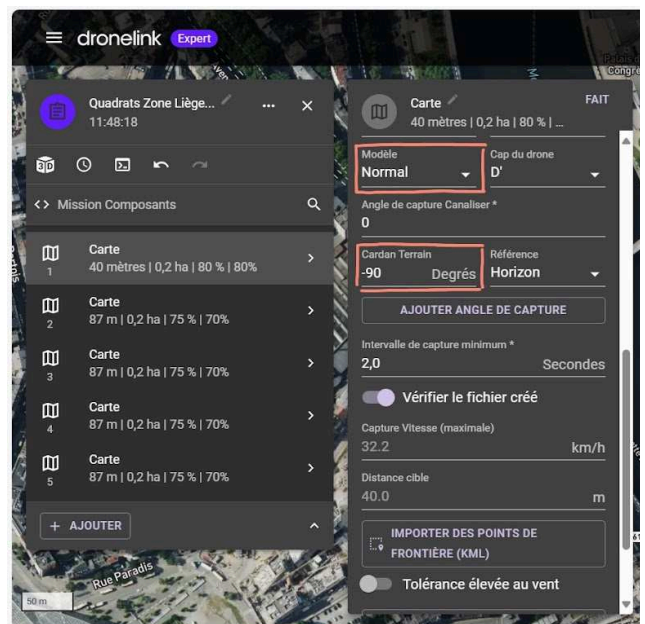 dronelink Expert
Congrè
Quadrats Zone Liège...
11:48:18
3D
<> Mission Composants
1
Carte
40 mètres | 0,2 ha | 80 % | 80%
2
Carte
87 m | 0,2 ha | 75 % | 70%
3
Carte
87 m | 0,2 ha | 75 % | 70%
4
Carte
87 m | 0,2 ha | 75 % | 70%
5
Carte
87 m | 0,2 ha | 75 % | 70%
+ AJOUTER
Rue Paradis
50 m
Carte
FAIT
40 mètres | 0,2 ha | 80 % | ...
Modèle
Cap du drone
Normal
D'
Angle de capture Canaliser *
0
Cardan Terrain
Référence
-90 Degrés
Horizon
AJOUTER ANGLE DE CAPTURE
Intervalle de capture minimum *
2,0 Secondes
Vérifier le fichier créé
Capture Vitesse (maximale)
32.2 km/h
Distance cible
40.0 m
IMPORTER DES POINTS DE
FRONTIÈRE (KML)
Tolérance élevée au vent